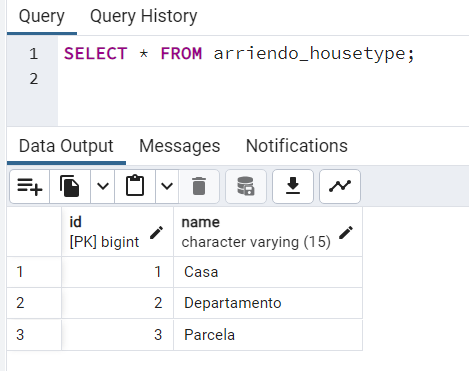 Query Query History
1 SELECT * FROM arriendo_housetype;
2
Data Output Messages Notifications
id name
[PK] bigint character varying (15)
1 1 Casa
2 2 Departamento
3 3 Parcela